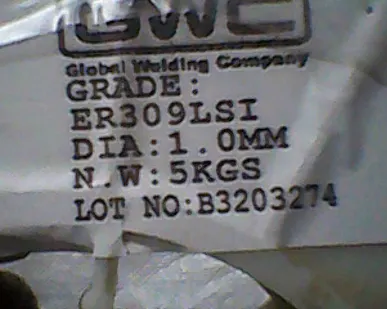 GWC
Global Welding Company
GRADE:
ER309LSI
DIA:1.0MM
N.W:5KGS
LOT NO:B3203274